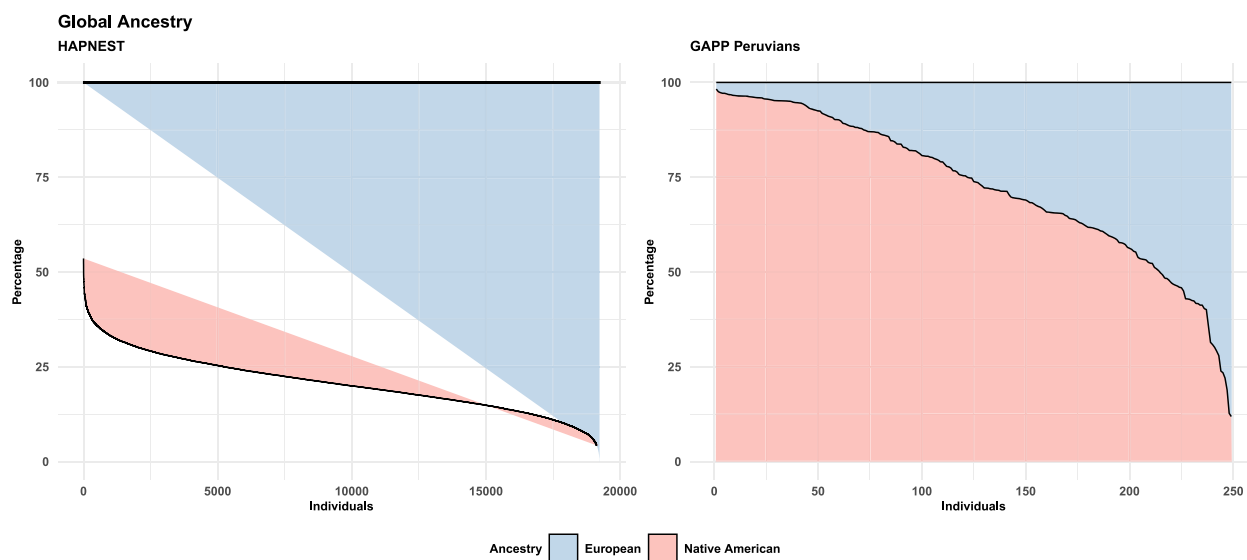 Global Ancestry
HAPNEST
GAPP Peruvians
Percentage
100
75
50
25
0
0 5000 10000 15000 20000
Individuals
Percentage
100
75
50
25
0
0 50 100 150 200 250
Individuals
Ancestry European Native American